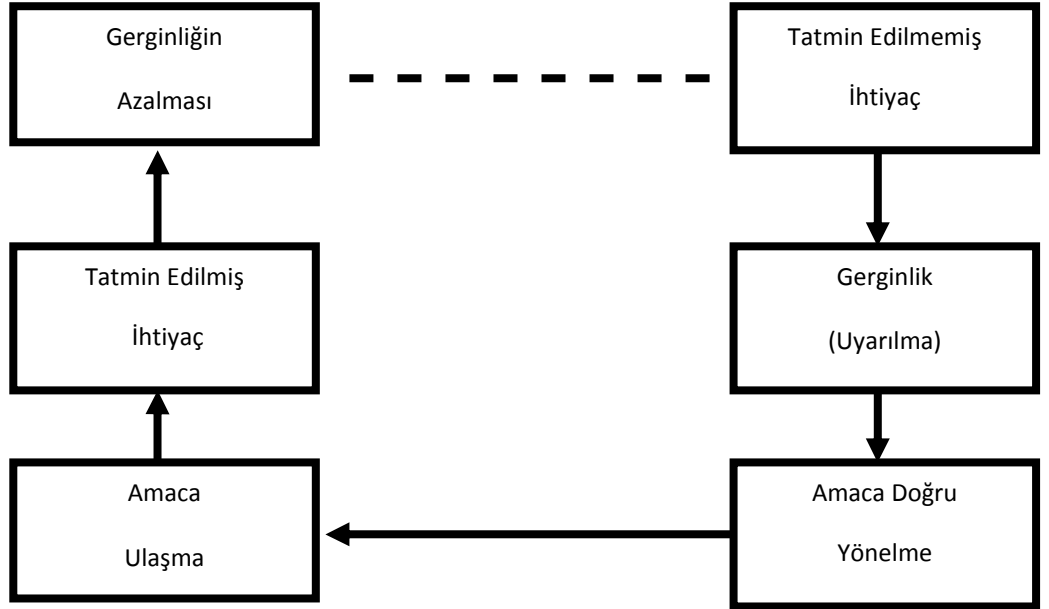 Gerginliğin
Azalması
Tatmin Edilmemiş
İhtiyaç
Tatmin Edilmiş
İhtiyaç
Gerginlik
(Uyarılma)
Amaca
Ulaşma
Amaca Doğru
Yönelme